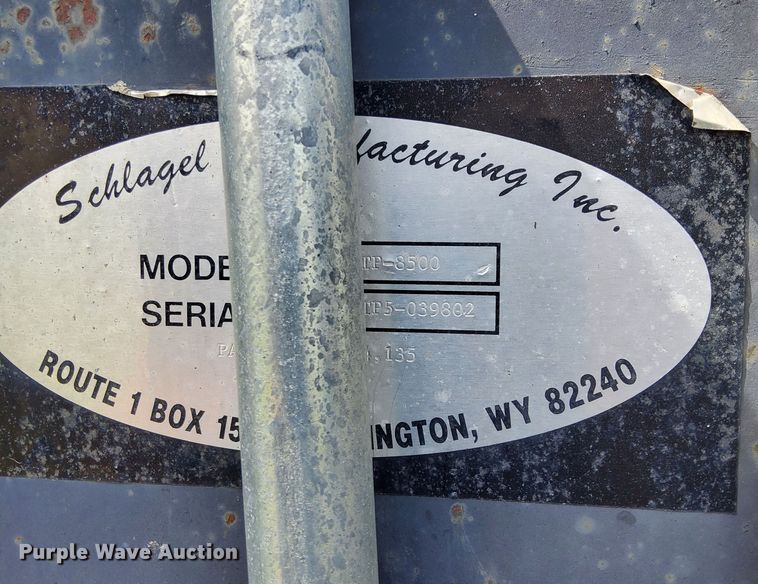 Schlagel facturing Inc.
MODE TP-8500
SERIA TP5-039802
PA .135
ROUTE 1 BOX 15 INGTON, WY 82240
Purple Wave Auction